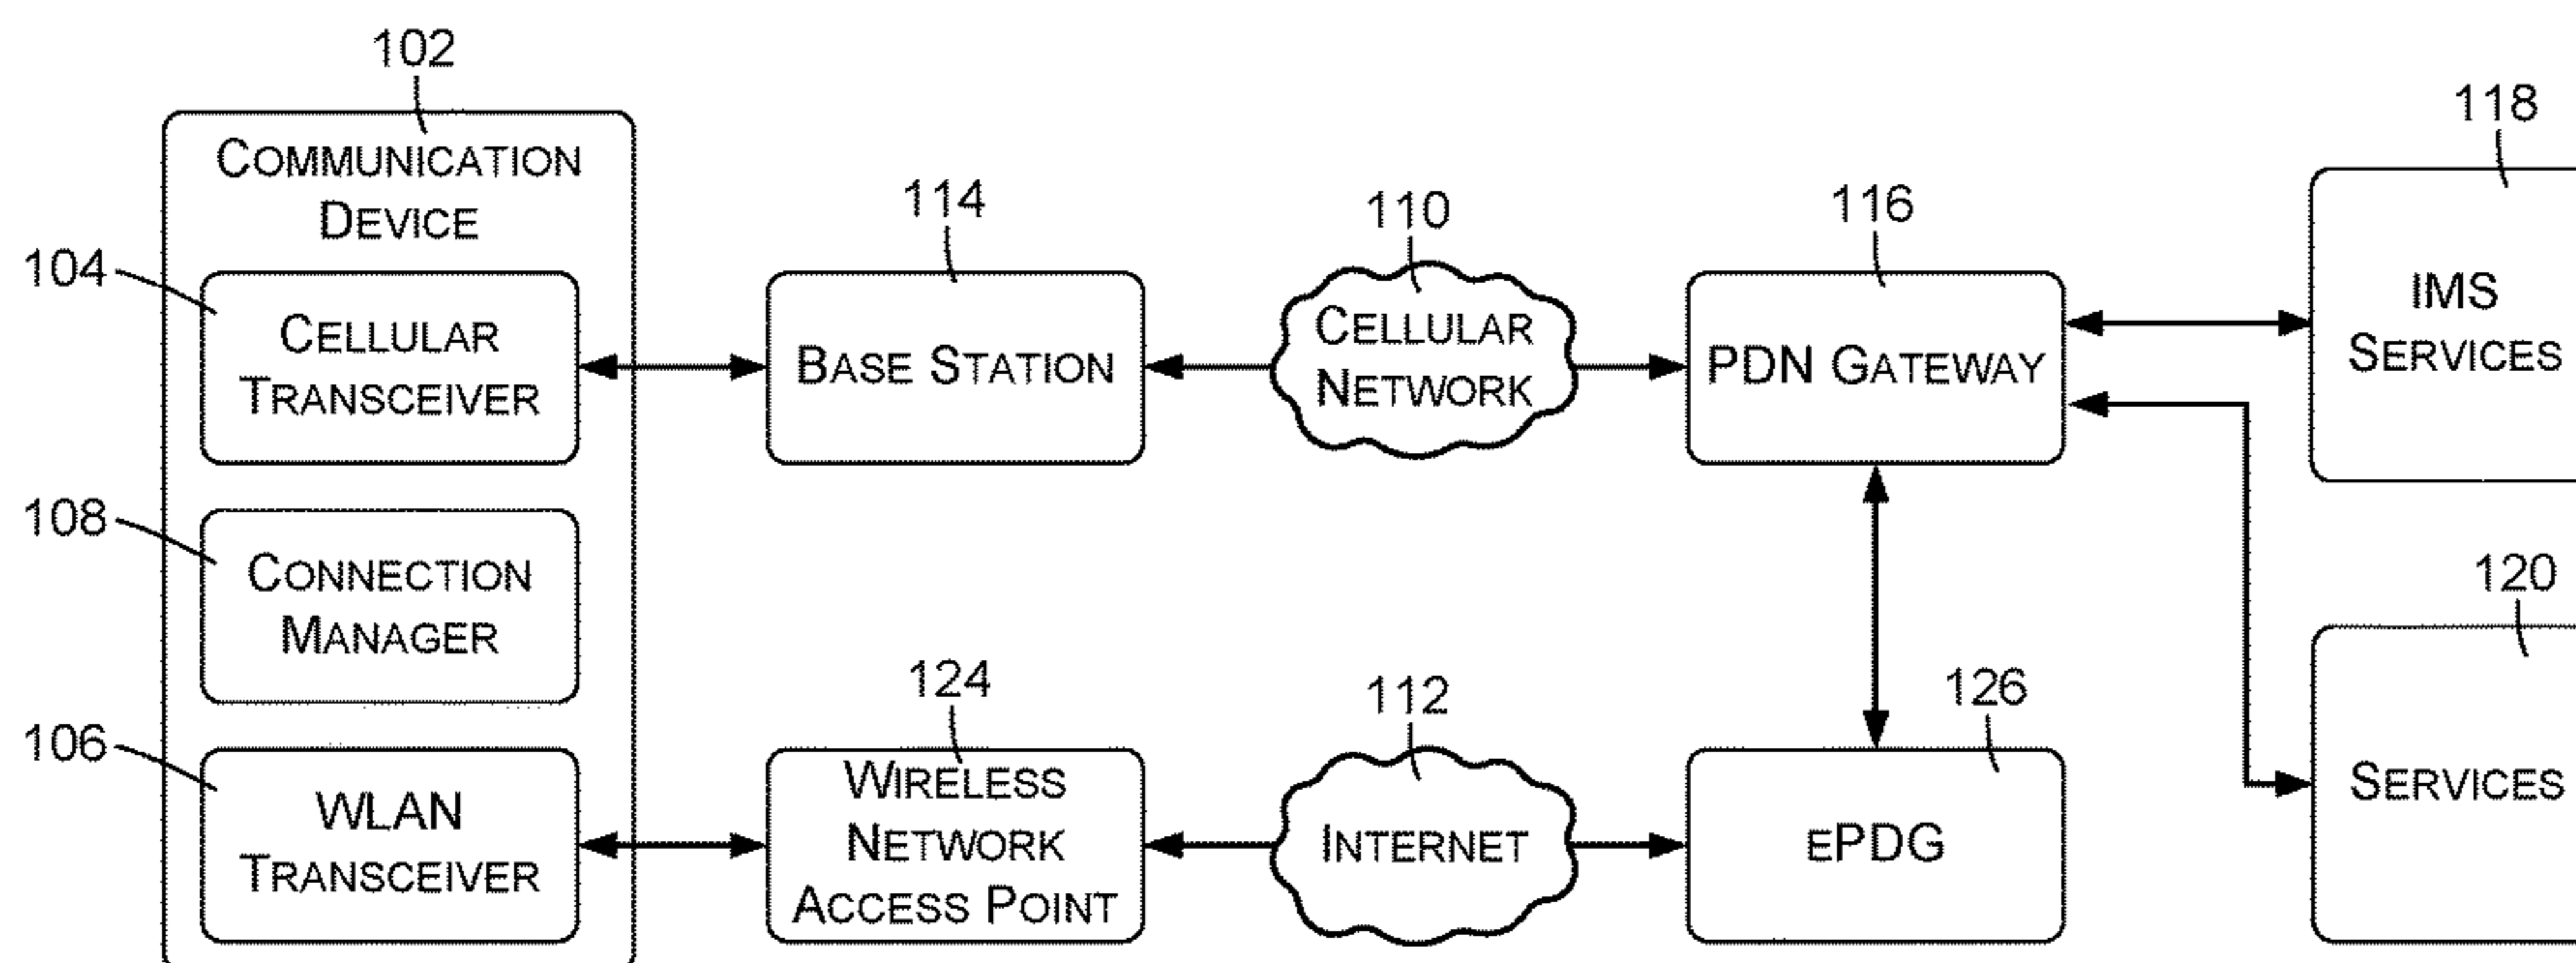 102
COMMUNICATION
DEVICE
104
CELLULAR
TRANSCEIVER
108
CONNECTION
MANAGER
106
WLAN
TRANSCEIVER
114
BASE STATION
124
WIRELESS
NETWORK
ACCESS POINT
110
CELLULAR
NETWORK
112
INTERNET
116
PDN GATEWAY
126
EPDG
118
IMS
SERVICES
120
SERVICES